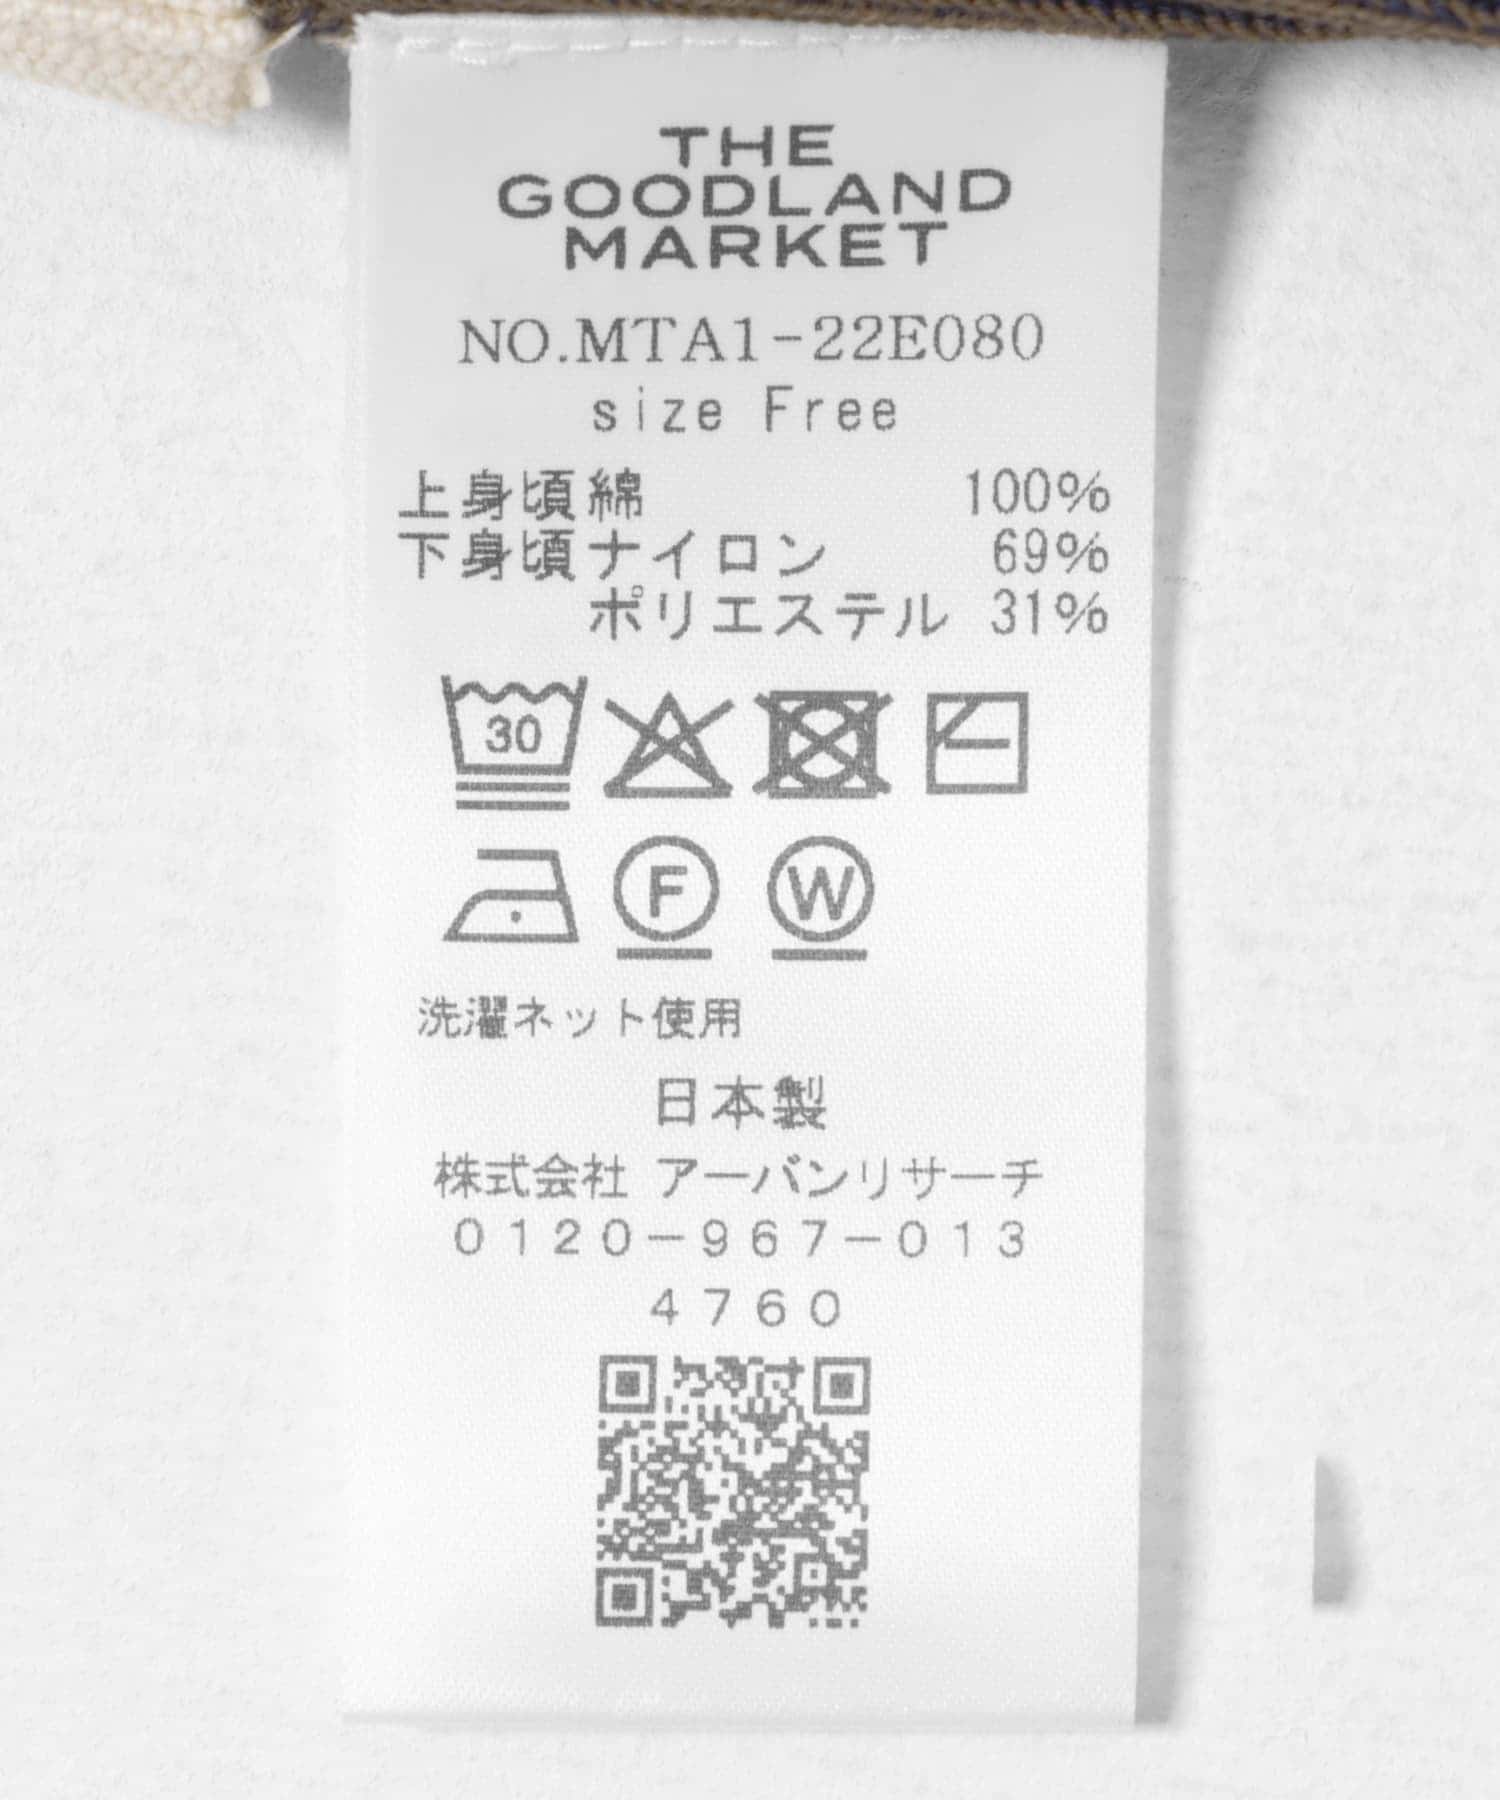 THE
GOODLAND
MARKET
NO.MTA1-22E080
size Free
上身頃綿 100%
下身頃ナイロン 69%
ポリエステル 31%
30
F W
洗濯ネット使用
日本製
株式会社 アーバンリサーチ
0120-967-013
4760